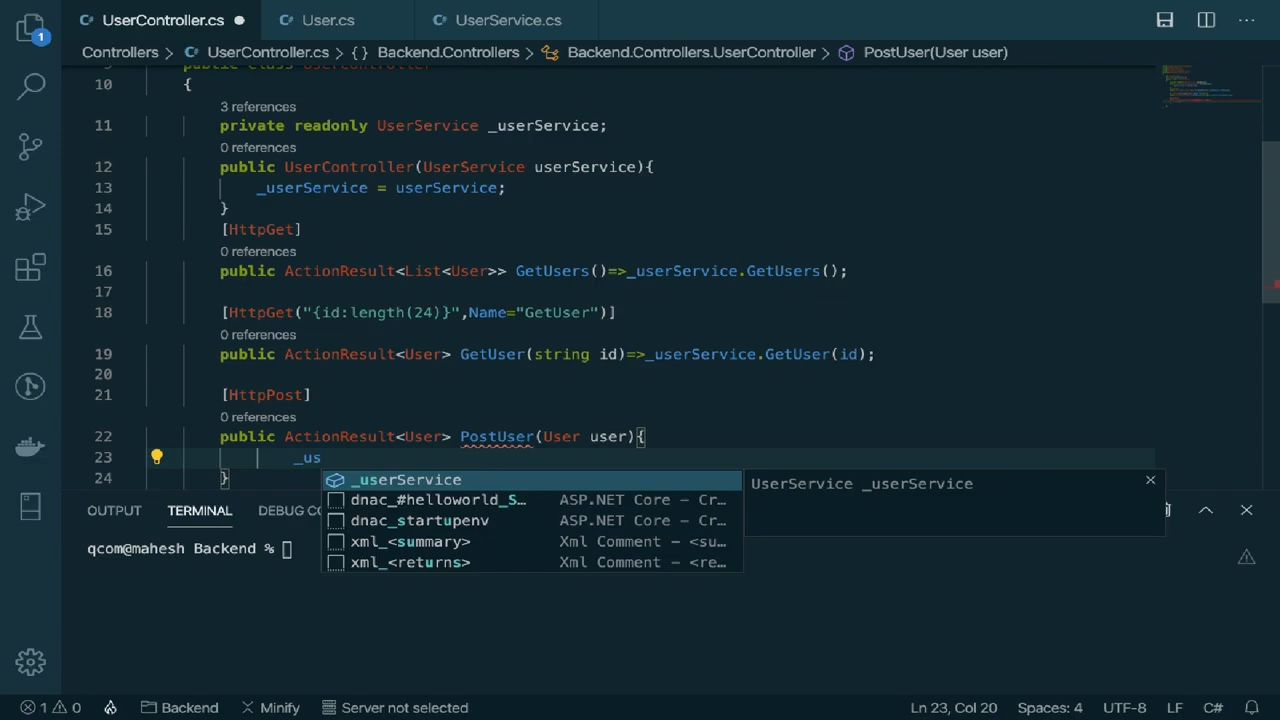 UserController.cs
User.cs
UserService.cs
Controllers > UserController.cs > {} Backend.Controllers > Backend.Controllers.UserController > PostUser(User user)
1
9 public class UserController
10 {
3 references
11 private readonly UserService _userService;
0 references
12 public UserController(UserService userService){
13 _userService = userService;
14 }
15 [HttpGet]
0 references
16 public ActionResult<List<User>> GetUsers()=>_userService.GetUsers();
17
18 [HttpGet("{id:length(24)}",Name="GetUser")]
0 references
19 public ActionResult<User> GetUser(string id)=>_userService.GetUser(id);
20
21 [HttpPost]
0 references
22 public ActionResult<User> PostUser(User user){
23 _us
24 }
_userService
UserService _userService
dnac_#helloworld_S… ASP.NET Core – Cr…
dnac_startupenv ASP.NET Core – Cr…
xml_<summary> Xml Comment – <su…
xml_<returns> Xml Comment – <re…
OUTPUT TERMINAL DEBUG CO
qcom@mahesh Backend %
1 0 Backend Minify Server not selected Ln 23, Col 20 Spaces: 4 UTF-8 LF C#